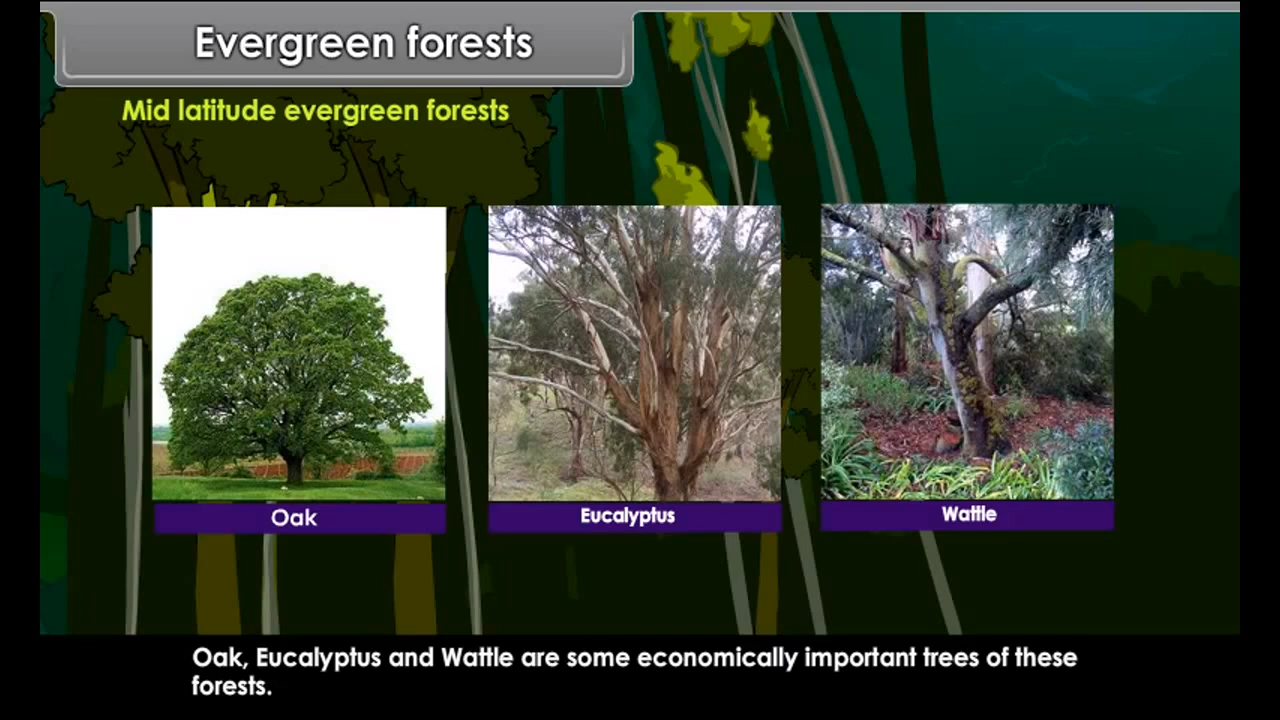 Evergreen forests
Mid latitude evergreen forests
Oak
Eucalyptus
Wattle
Oak, Eucalyptus and Wattle are some economically important trees of these
forests.